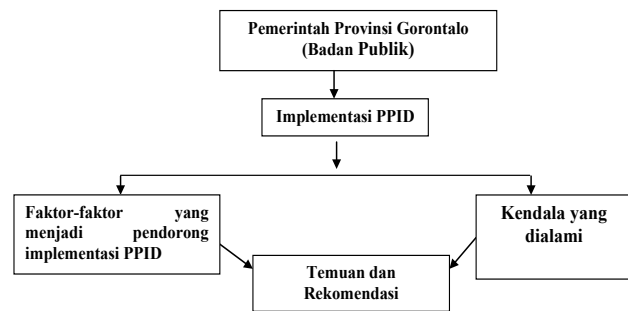 Pemerintah Provinsi Gorontalo
(Badan Publik)
Implementasi PPID
Faktor-faktor yang
menjadi pendorong
implementasi PPID
Kendala yang
dialami
Temuan dan
Rekomendasi